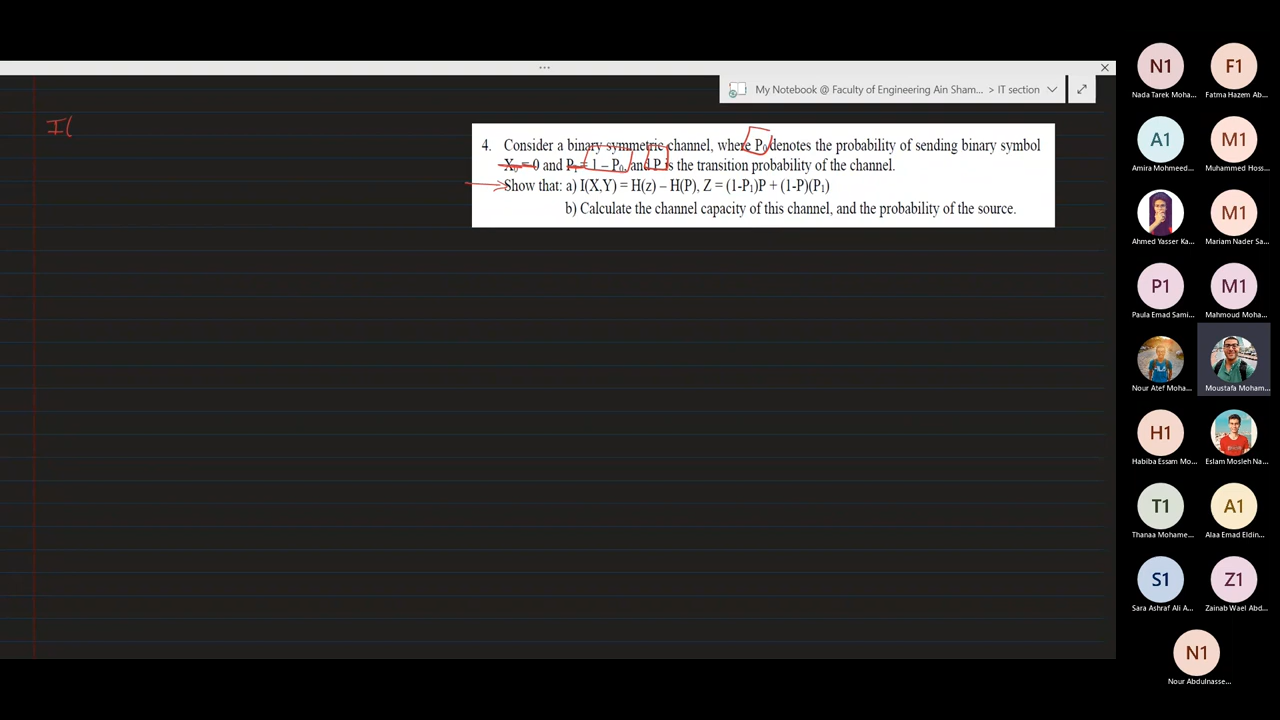 My Notebook @ Faculty of Engineering Ain Sham... > IT section
I(
4. Consider a binary symmetric channel, where P0 denotes the probability of sending binary symbol
X0 = 0 and P1 = 1 – P0, and P is the transition probability of the channel.
Show that: a) I(X,Y) = H(z) – H(P), Z = (1-P1)P + (1-P)(P1)
b) Calculate the channel capacity of this channel, and the probability of the source.
N1
F1
Nada Tarek Moha...
Fatma Hazem Ab...
A1
M1
Amira Mohmeed...
Muhammed Hoss...
M1
Ahmed Yasser Ka...
Mariam Nader Sa...
P1
M1
Paula Emad Sami...
Mahmoud Moha...
Nour Atef Moha...
Moustafa Moham...
H1
Habiba Essam Mo...
Eslam Mosleh Na...
T1
A1
Thanaa Mohame...
Alaa Emad Eldin...
S1
Z1
Sara Ashraf Ali A...
Zainab Wael Abd...
N1
Nour Abdulnasse...